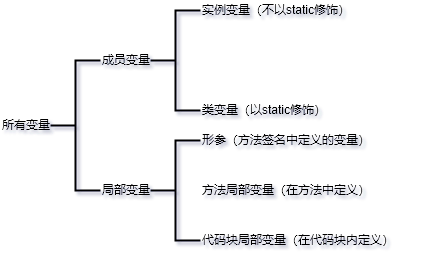 所有变量
成员变量
实例变量（不以static修饰）
类变量（以static修饰）
局部变量
形参（方法签名中定义的变量）
方法局部变量（在方法中定义）
代码块局部变量（在代码块内定义）